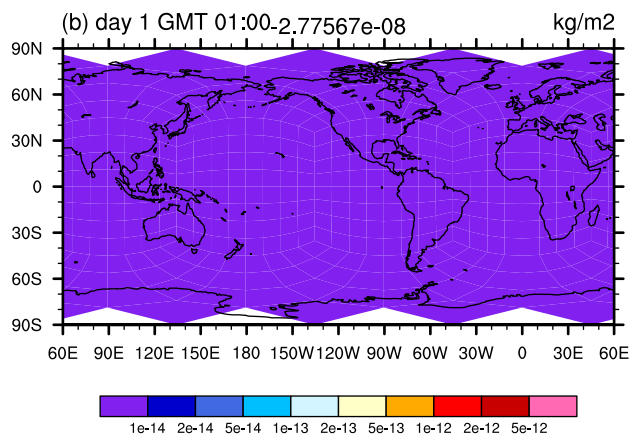 (b) day 1 GMT 01:00 -2.77567e-08 kg/m2
90N
60N
30N
0
30S
60S
90S
60E 90E 120E 150E 180 150W 120W 90W 60W 30W 0 30E 60E
1e-14 2e-14 5e-14 1e-13 2e-13 5e-13 1e-12 2e-12 5e-12